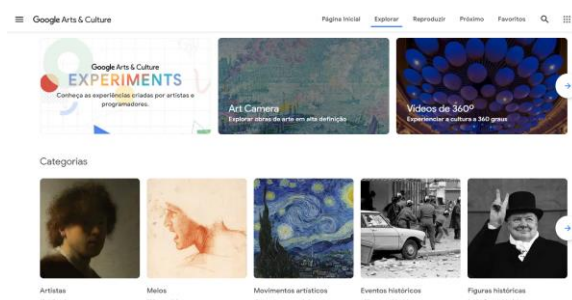 Google Arts & Culture
Página Inicial Explorar Reproduzir Próximo Favoritos
Google Arts & Culture
EXPERIMENTS
Conheça as experiências criadas por artistas e
programadores.
Art Camera
Explorar obras de arte em alta definição
Vídeos de 360º
Experienciar a cultura a 360 graus
Categorias
Artistas
Meios
Movimentos artísticos
Eventos históricos
Figuras históricas